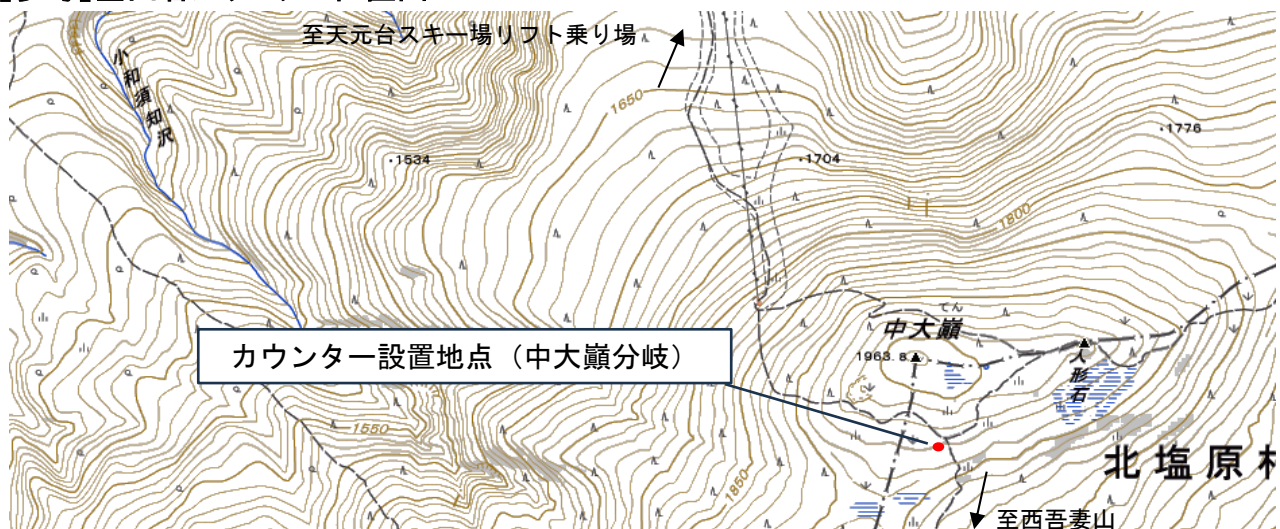 至天元台スキー場リフト乗り場
小和須知沢
1650
・1776
・1534
・1704
1800
てん
中大巓
1963.8
人形石
カウンター設置地点（中大巓分岐）
1550
1850
北塩原村
至西吾妻山